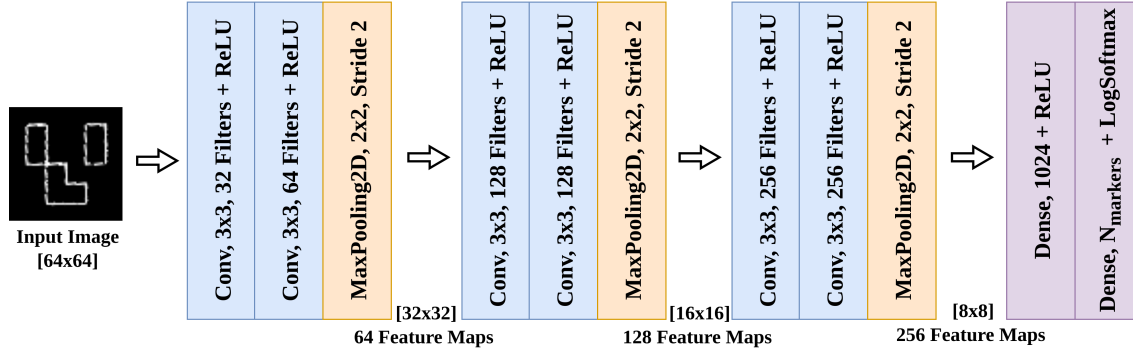 Input Image
[64x64]
Conv, 3x3, 32 Filters + ReLU
Conv, 3x3, 64 Filters + ReLU
MaxPooling2D, 2x2, Stride 2
[32x32]
64 Feature Maps
Conv, 3x3, 128 Filters + ReLU
Conv, 3x3, 128 Filters + ReLU
MaxPooling2D, 2x2, Stride 2
[16x16]
128 Feature Maps
Conv, 3x3, 256 Filters + ReLU
Conv, 3x3, 256 Filters + ReLU
MaxPooling2D, 2x2, Stride 2
[8x8]
256 Feature Maps
Dense, 1024 + ReLU
Dense, Nmarkers + LogSoftmax